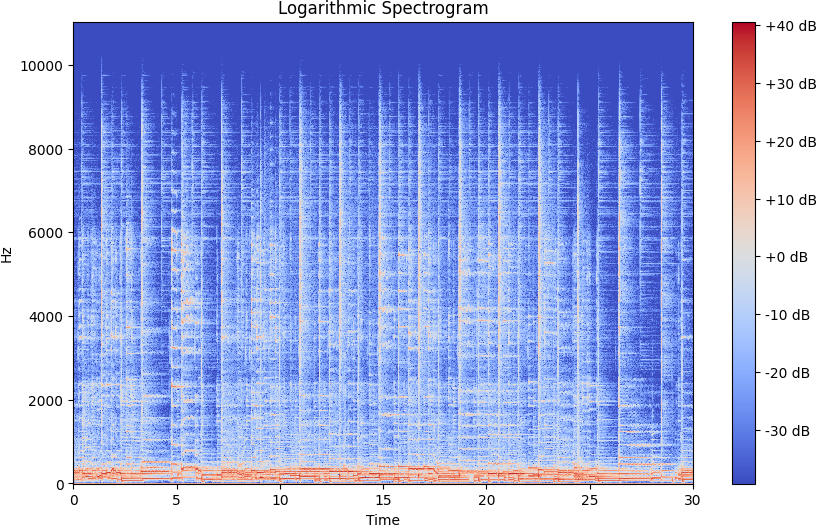 Logarithmic Spectrogram
Hz
10000
8000
6000
4000
2000
0
0 5 10 15 20 25 30
Time
+40 dB
+30 dB
+20 dB
+10 dB
+0 dB
-10 dB
-20 dB
-30 dB